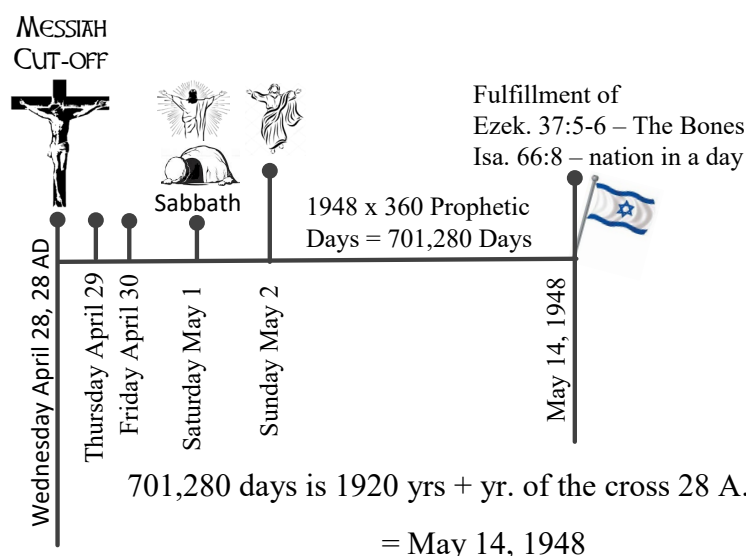 MESSIAH
CUT-OFF
Fulfillment of
Ezek. 37:5-6 – The Bones
Isa. 66:8 – nation in a day
Sabbath
1948 x 360 Prophetic
Days = 701,280 Days
Wednesday April 28, 28 AD
Thursday April 29
Friday April 30
Saturday May 1
Sunday May 2
May 14, 1948
701,280 days is 1920 yrs + yr. of the cross 28 A.
= May 14, 1948